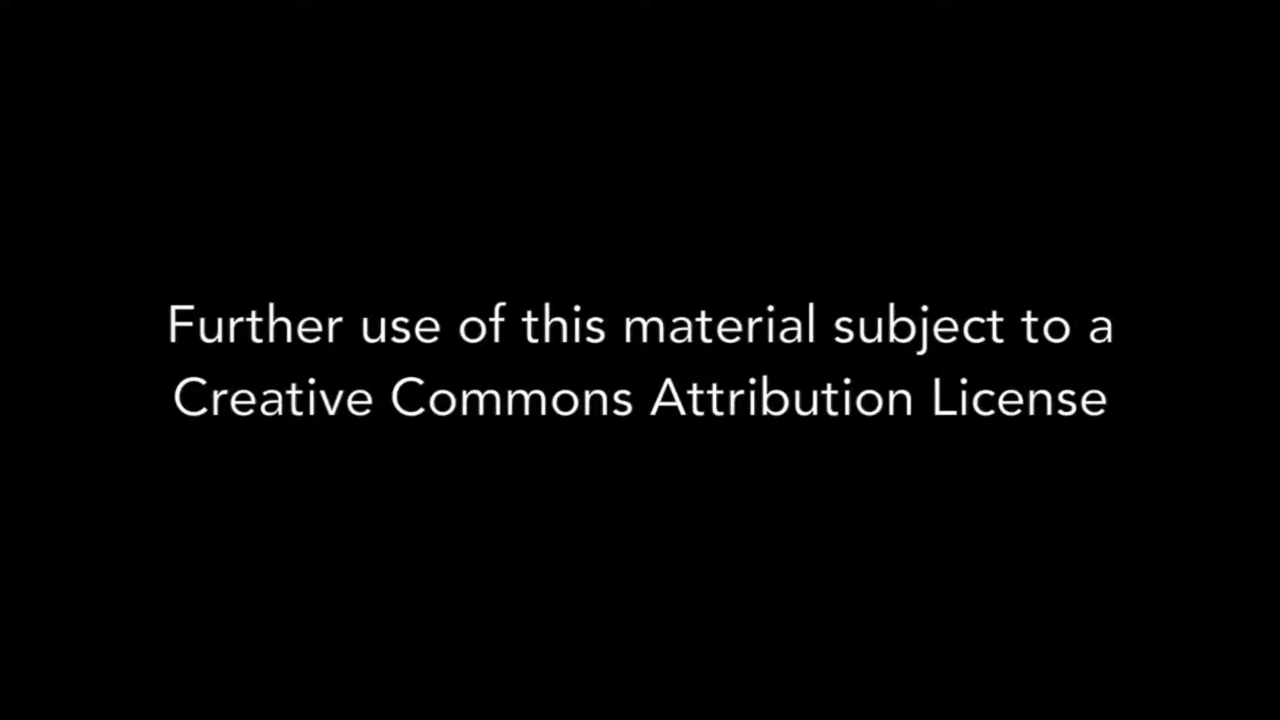 Further use of this material subject to a
Creative Commons Attribution License